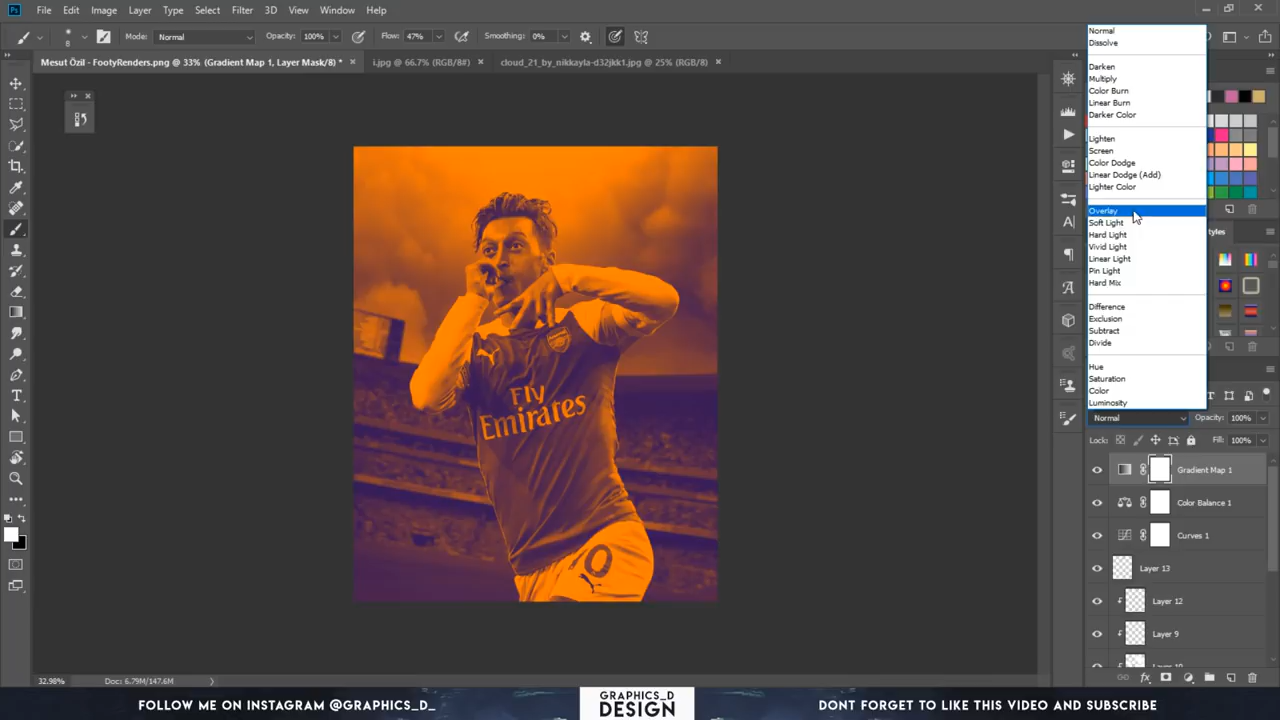 Ps File Edit Image Layer Type Select Filter 3D View Window Help
8 Mode: Normal Opacity: 100% Flow: 47% Smoothing: 0%
Mesut Özil - FootyRenders.png @ 33% (Gradient Map 1, Layer Mask/8) * × i.jpg @ 66.7% (RGB/8#) × cloud_21_by_nikkayla-d32jkk1.jpg @ 25% (RGB/8) ×
Normal
Dissolve
Darken
Multiply
Color Burn
Linear Burn
Darker Color
Lighten
Screen
Color Dodge
Linear Dodge (Add)
Lighter Color
Overlay
Soft Light
Hard Light
Vivid Light
Linear Light
Pin Light
Hard Mix
Difference
Exclusion
Subtract
Divide
Hue
Saturation
Color
Luminosity
Normal Opacity: 100%
Lock: Fill: 100%
Gradient Map 1
Color Balance 1
Curves 1
Layer 13
Layer 12
Layer 9
Fly
Emirates
10
32.98% Doc: 6.79M/147.6M
FOLLOW ME ON INSTAGRAM @GRAPHICS_D_
GRAPHICS_D
DESIGN
DONT FORGET TO LIKE THIS VIDEO AND SUBSCRIBE